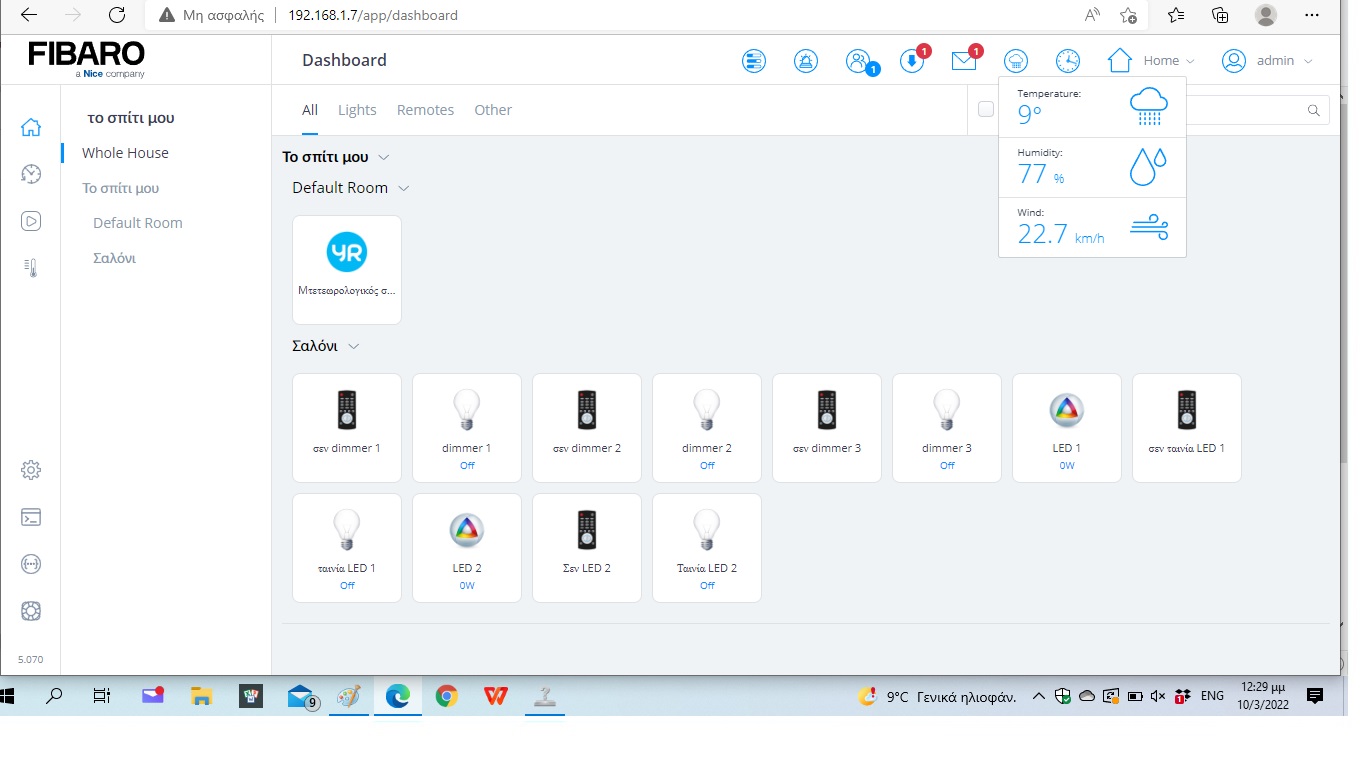 Μη ασφαλής
192.168.1.7/app/dashboard
FIBARO
a Nice company
Dashboard
1
1
1
Home
admin
το σπίτι μου
Whole House
Το σπίτι μου
Default Room
Σαλόνι
All
Lights
Remotes
Other
Temperature:
9°
Humidity:
77 %
Wind:
22.7 km/h
Το σπίτι μου
Default Room
YR
Μτετεωρολογικός σ...
Σαλόνι
σεν dimmer 1
dimmer 1
Off
σεν dimmer 2
dimmer 2
Off
σεν dimmer 3
dimmer 3
Off
LED 1
0W
σεν ταινία LED 1
ταινία LED 1
Off
LED 2
0W
Σεν LED 2
Ταινία LED 2
Off
5.070
9
9°C Γενικά ηλιοφάν.
1
ENG
12:29 μμ
10/3/2022